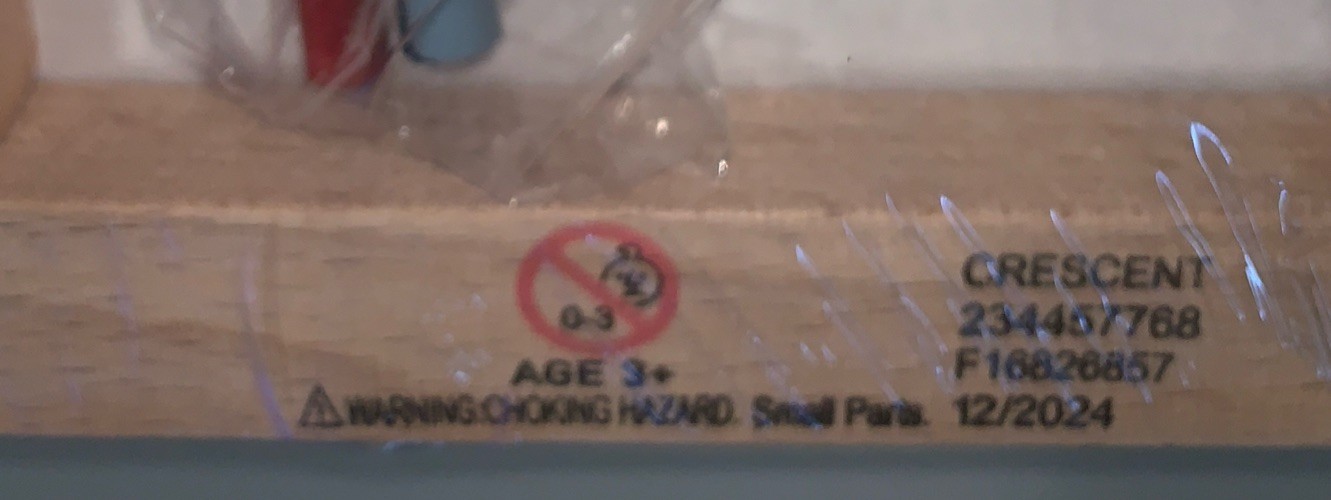 0-3
AGE 3+
WARNING:CHOKING HAZARD. Small Parts.
CRESCENT
234457768
F16826857
12/2024